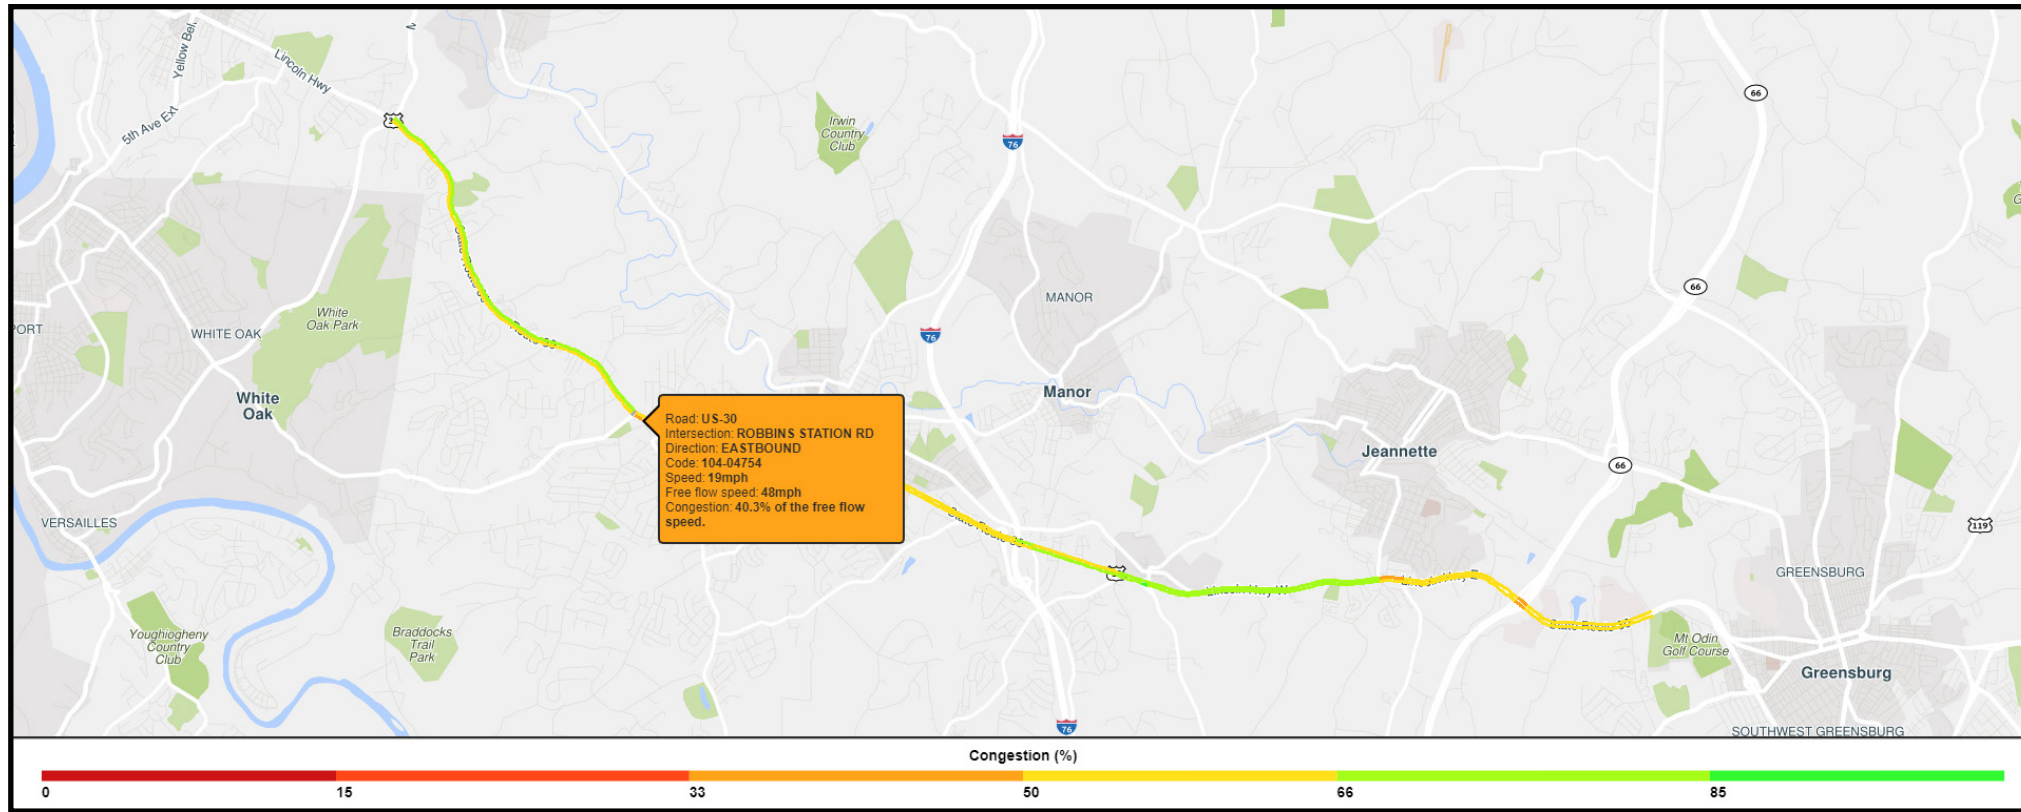 Lincoln Hwy
5th Ave Ext
Irwin
Country
Club
76
66
66
76
MANOR
White
Oak Park
WHITE OAK
PORT
White
Oak
Manor
Jeannette
66
Road: US-30
Intersection: ROBBINS STATION RD
Direction: EASTBOUND
Code: 104-04754
Speed: 19mph
Free flow speed: 48mph
Congestion: 40.3% of the free flow
speed.
VERSAILLES
119
GREENSBURG
Youghiogheny
Country
Club
Braddocks
Trail
Park
Mt Odin
Golf Course
Greensburg
76
SOUTHWEST GREENSBURG
Congestion (%)
0
15
33
50
66
85